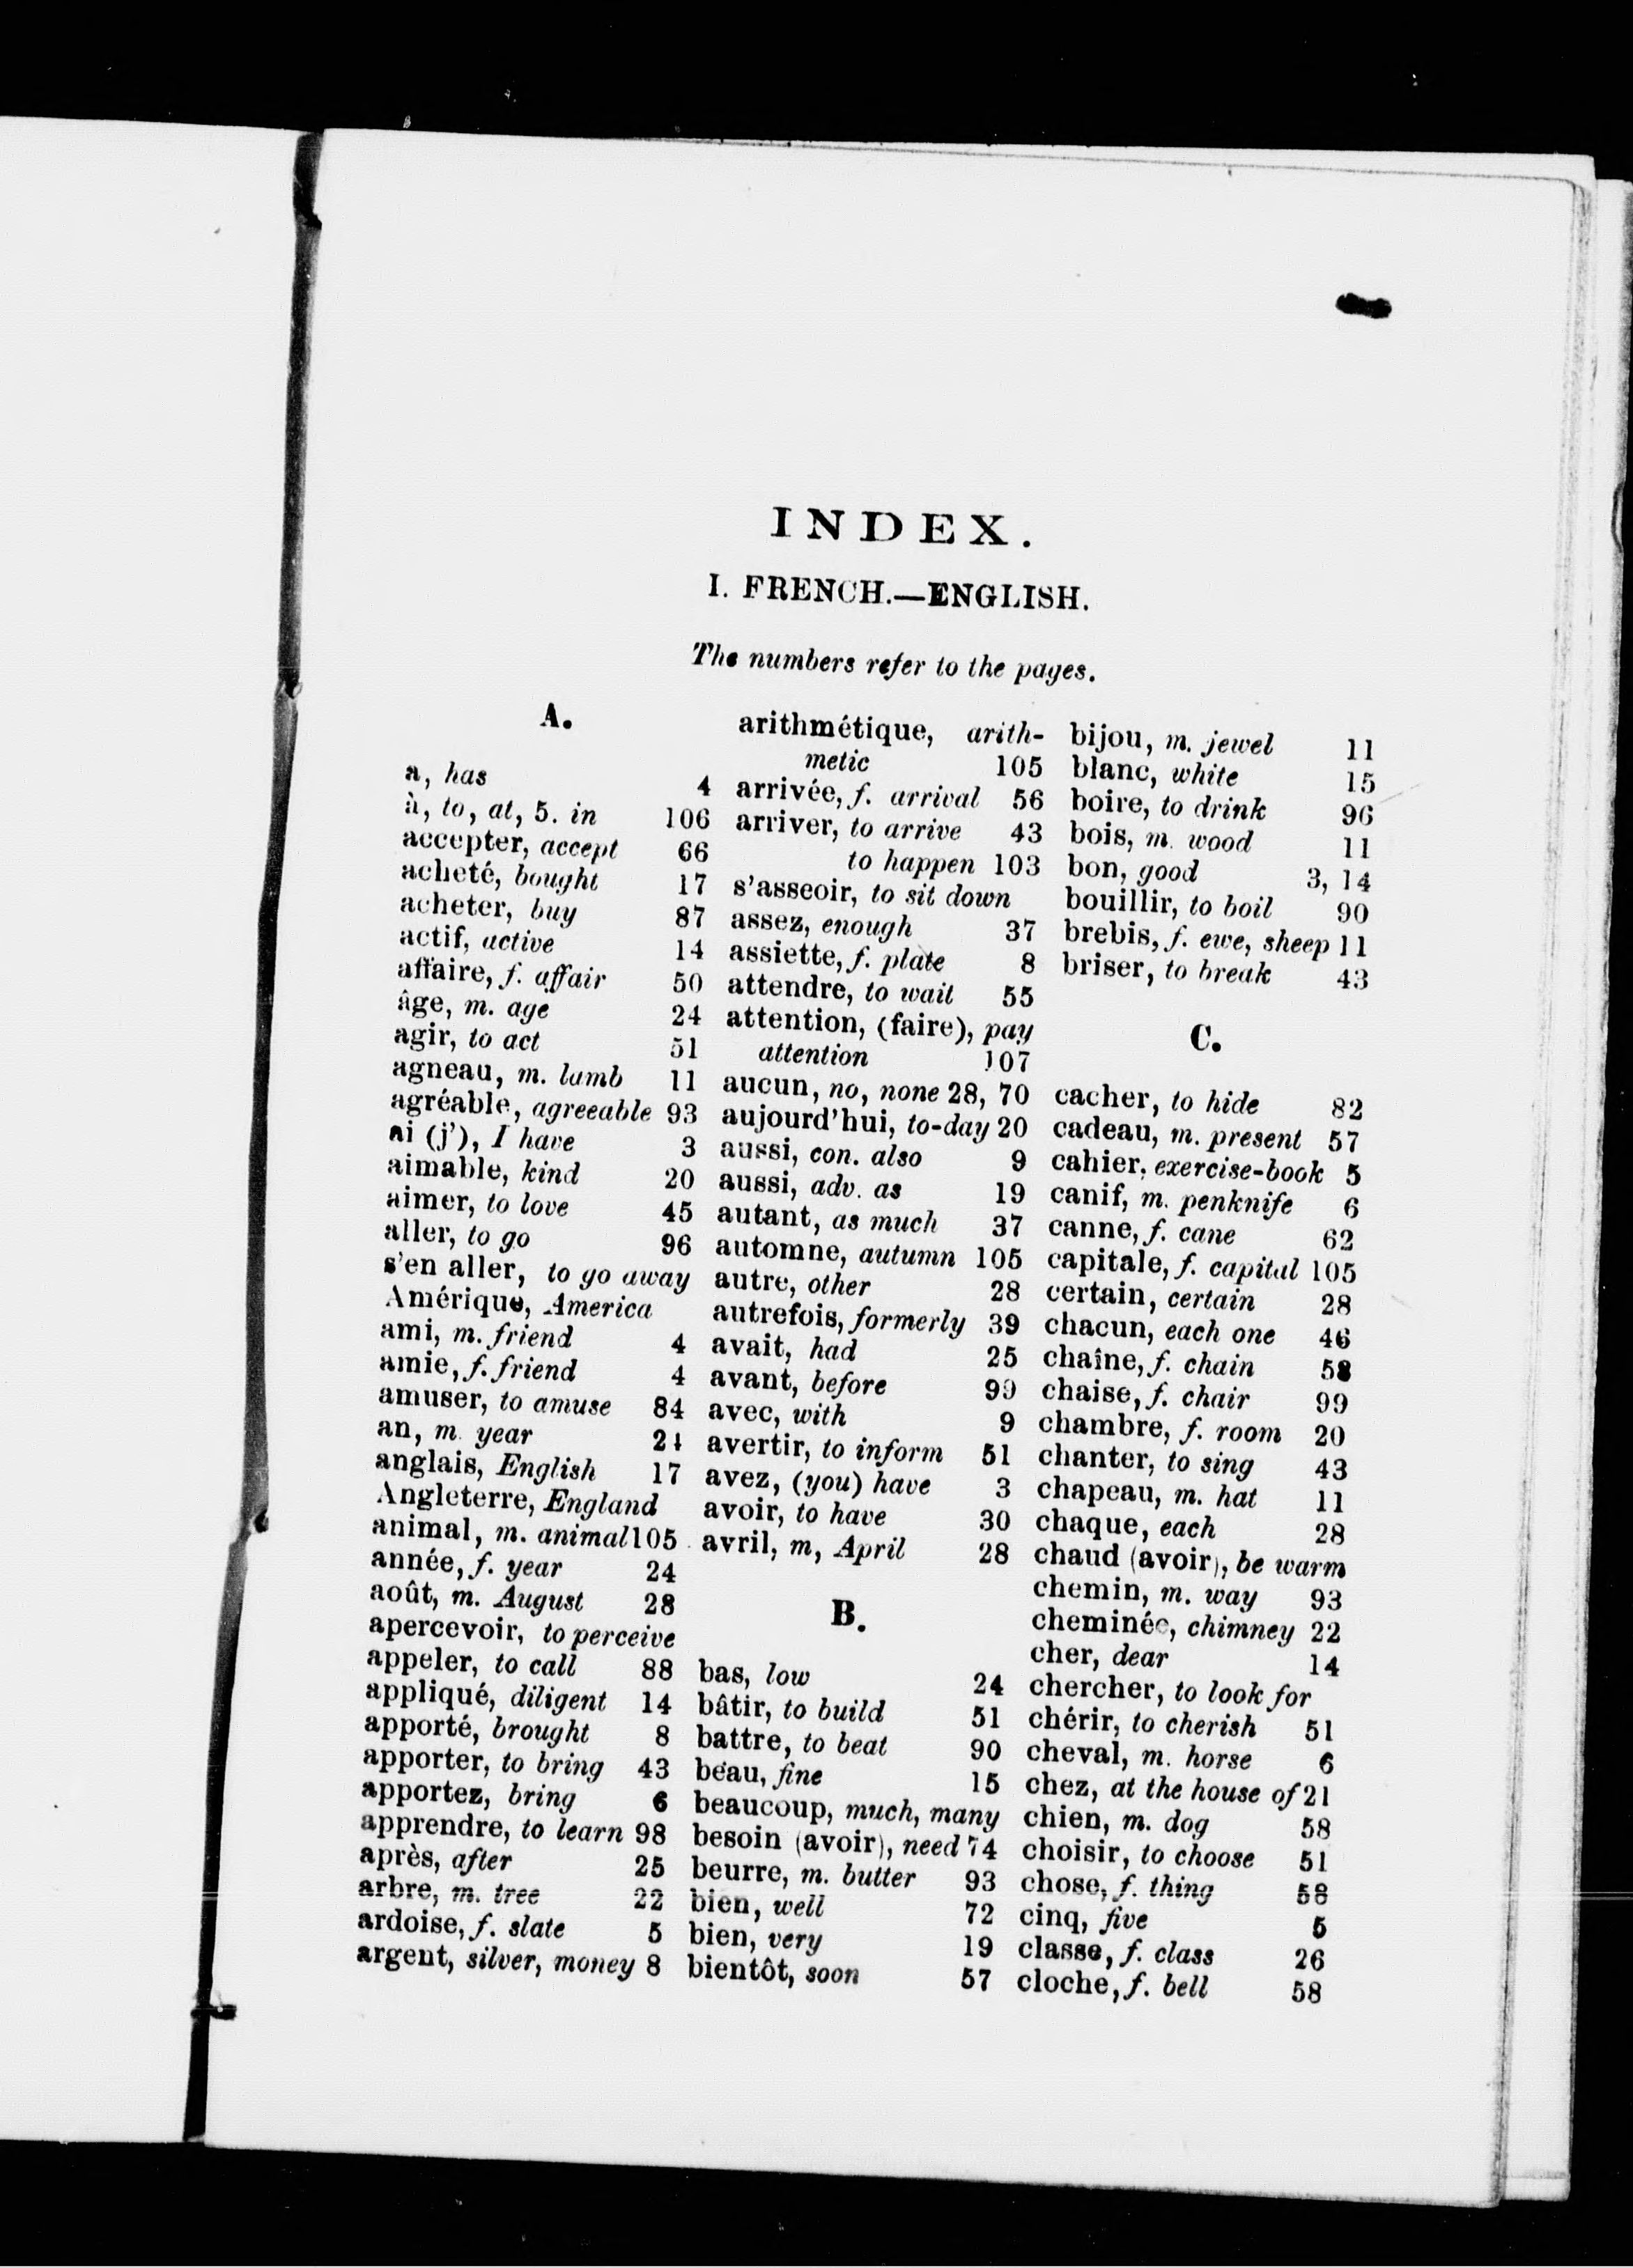 INDEX.
I. FRENCH.—ENGLISH.
The numbers refer to the pages.
A.
a, has 4
à, to, at, 5. in 106
accepter, accept 66
acheté, bought 17
acheter, buy 87
actif, active 14
affaire, f. affair 50
âge, m. age 24
agir, to act 51
agneau, m. lamb 11
agréable, agreeable 93
ai (j'), I have 3
aimable, kind 20
aimer, to love 45
aller, to go 96
s'en aller, to go away
Amérique, America
ami, m. friend 4
amie, f. friend 4
amuser, to amuse 84
an, m. year 24
anglais, English 17
Angleterre, England
animal, m. animal 105
année, f. year 24
août, m. August 28
apercevoir, to perceive
appeler, to call 88
appliqué, diligent 14
apporté, brought 8
apporter, to bring 43
apportez, bring 6
apprendre, to learn 98
après, after 25
arbre, m. tree 22
ardoise, f. slate 5
argent, silver, money 8
arithmétique, arith-
metic 105
arrivée, f. arrival 56
arriver, to arrive 43
to happen 103
s'asseoir, to sit down
assez, enough 37
assiette, f. plate 8
attendre, to wait 55
attention, (faire), pay
attention 107
aucun, no, none 28, 70
aujourd'hui, to-day 20
aussi, con. also 9
aussi, adv. as 19
autant, as much 37
automne, autumn 105
autre, other 28
autrefois, formerly 39
avait, had 25
avant, before 99
avec, with 9
avertir, to inform 51
avez, (you) have 3
avoir, to have 30
avril, m, April 28
B.
bas, low 24
bâtir, to build 51
battre, to beat 90
beau, fine 15
beaucoup, much, many
besoin (avoir), need 74
beurre, m. butter 93
bien, well 72
bien, very 19
bientôt, soon 57
bijou, m. jewel 11
blanc, white 15
boire, to drink 96
bois, m. wood 11
bon, good 3, 14
bouillir, to boil 90
brebis, f. ewe, sheep 11
briser, to break 43
C.
cacher, to hide 82
cadeau, m. present 57
cahier, exercise-book 5
canif, m. penknife 6
canne, f. cane 62
capitale, f. capital 105
certain, certain 28
chacun, each one 46
chaîne, f. chain 58
chaise, f. chair 99
chambre, f. room 20
chanter, to sing 43
chapeau, m. hat 11
chaque, each 28
chaud (avoir), be warm
chemin, m. way 93
cheminée, chimney 22
cher, dear 14
chercher, to look for
chérir, to cherish 51
cheval, m. horse 6
chez, at the house of 21
chien, m. dog 58
choisir, to choose 51
chose, f. thing 58
cinq, five 5
classe, f. class 26
cloche, f. bell 58